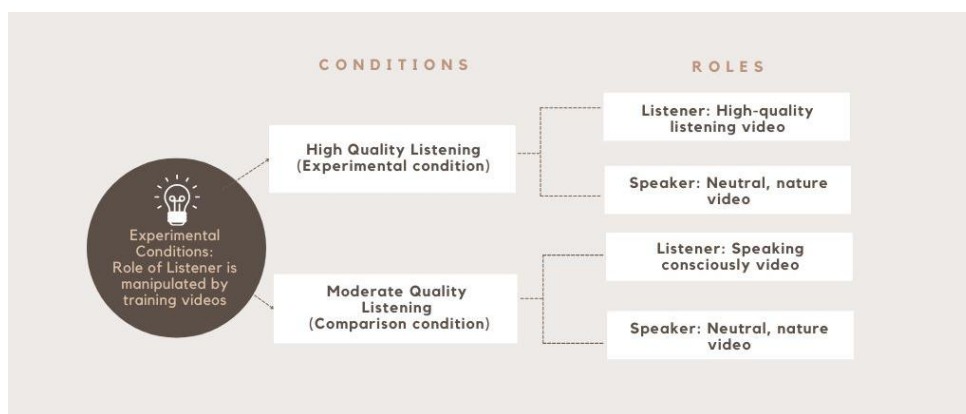 CONDITIONS
ROLES
Experimental
Conditions:
Role of Listener is
manipulated by
training videos
High Quality Listening
(Experimental condition)
Listener: High-quality
listening video
Speaker: Neutral, nature
video
Moderate Quality
Listening
(Comparison condition)
Listener: Speaking
consciously video
Speaker: Neutral, nature
video